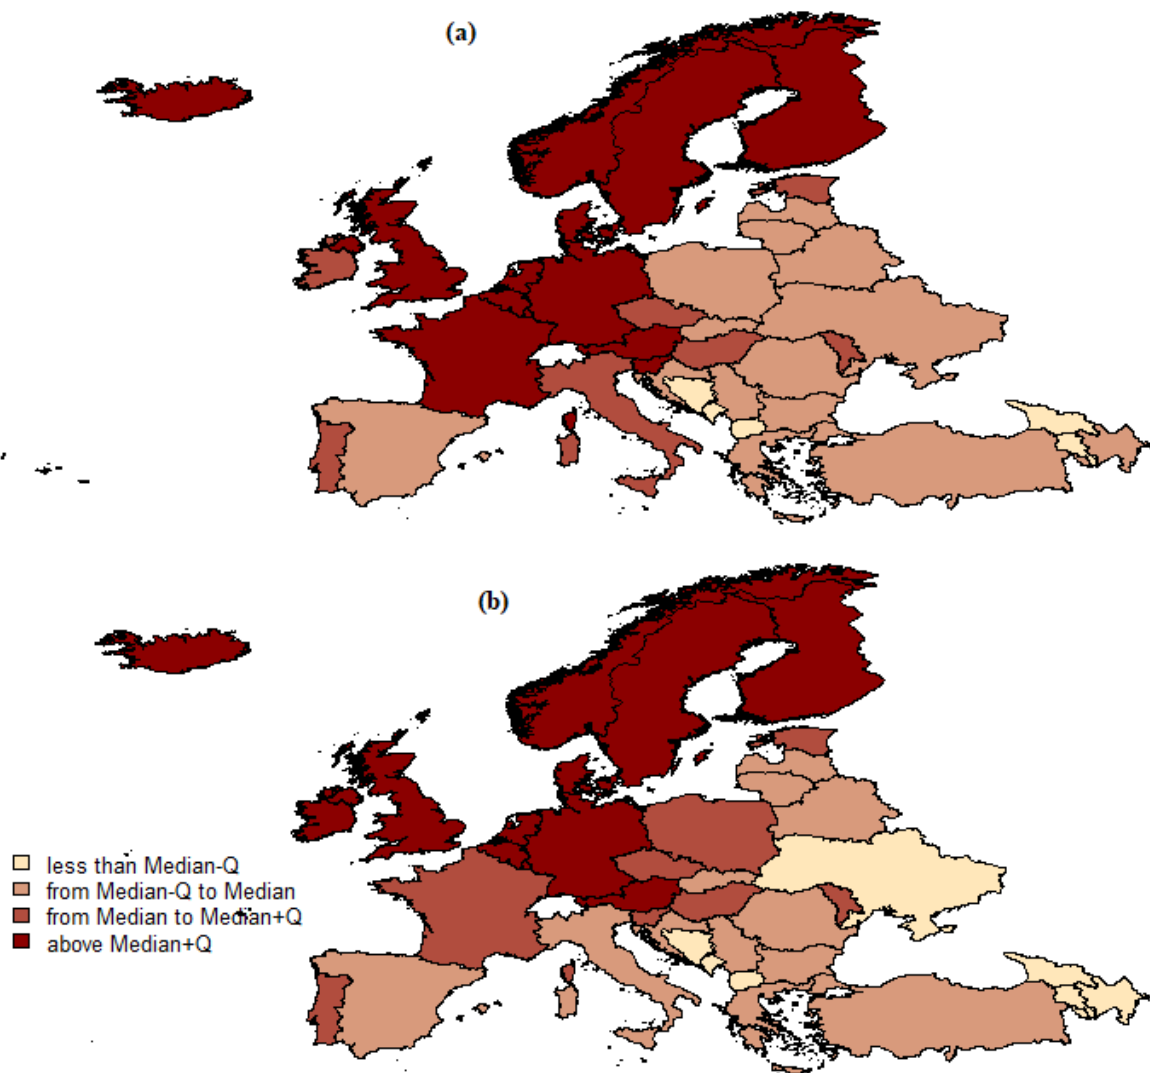 (a)
(b)
less than Median-Q
from Median-Q to Median
from Median to Median+Q
above Median+Q